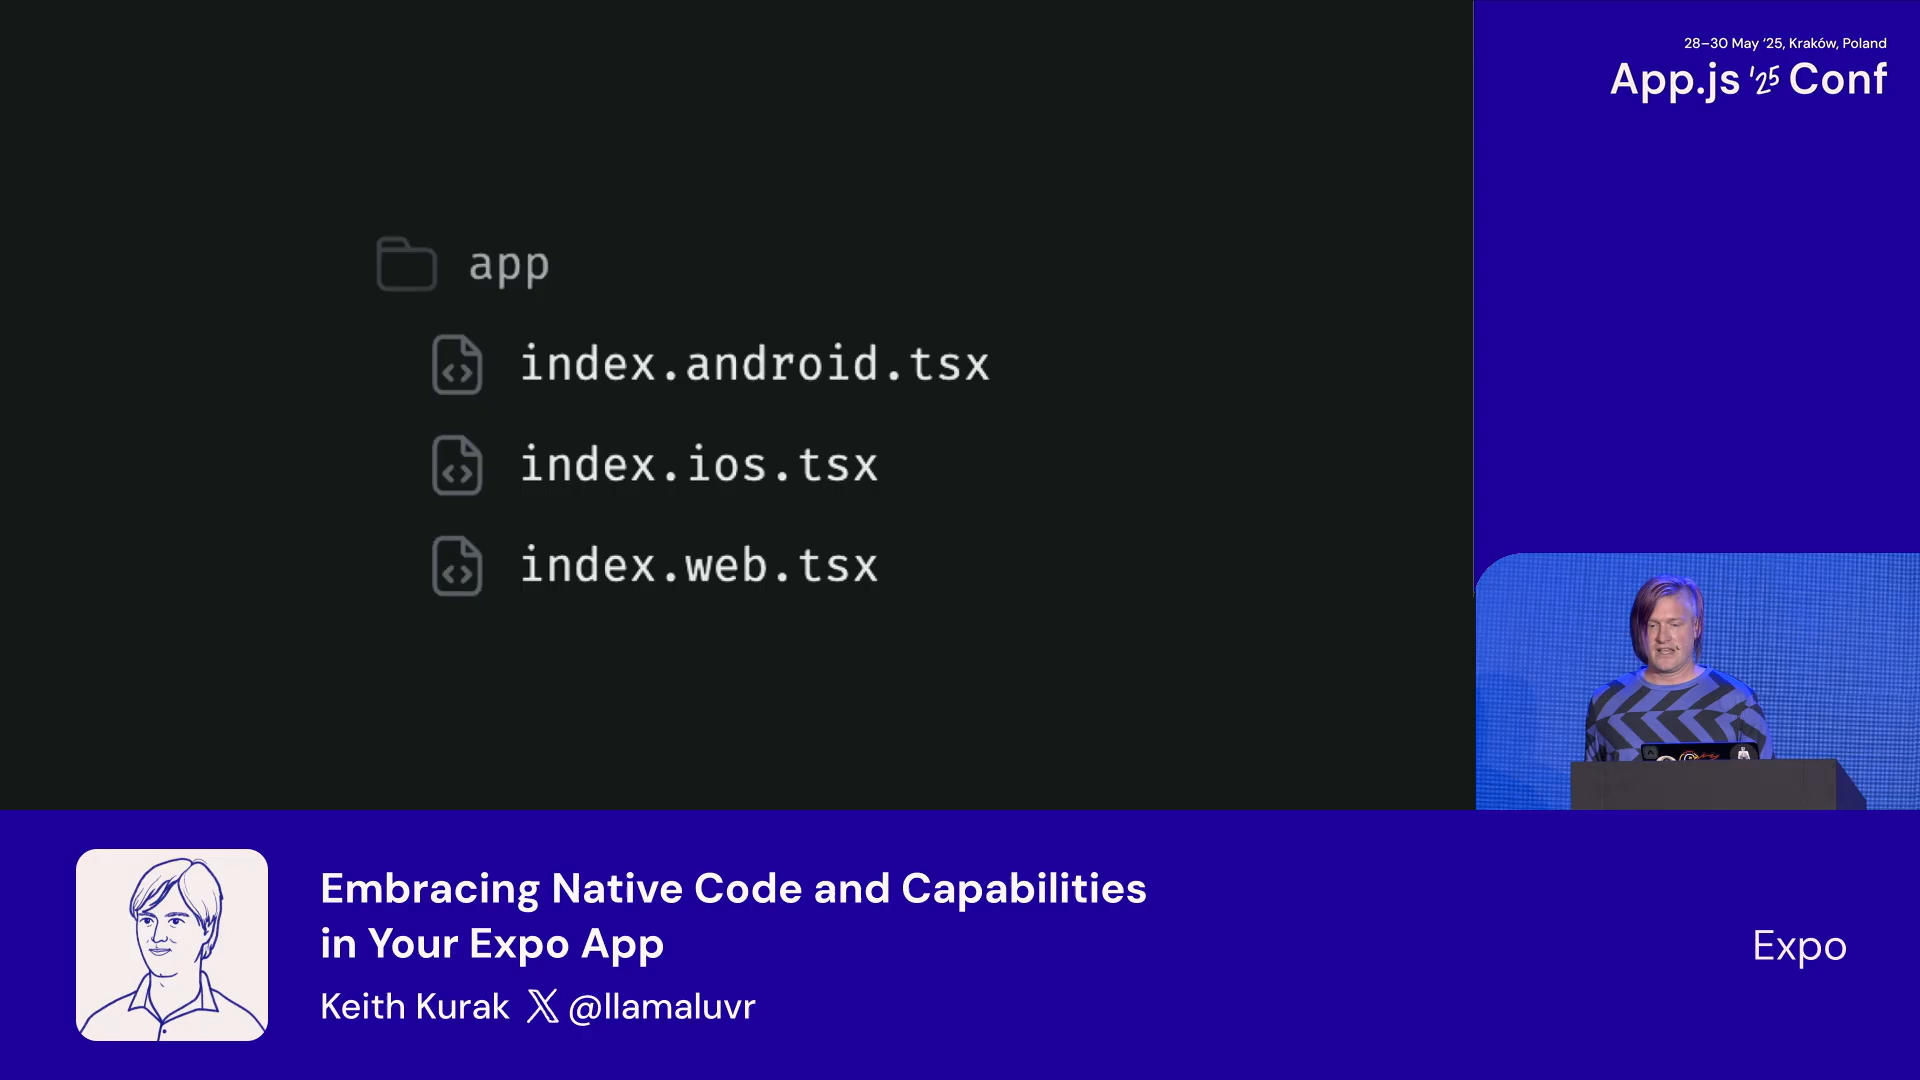 28–30 May ’25, Kraków, Poland
App.js ’25 Conf
app
index.android.tsx
index.ios.tsx
index.web.tsx
Embracing Native Code and Capabilities
in Your Expo App
Keith Kurak X @llamaluvr
Expo